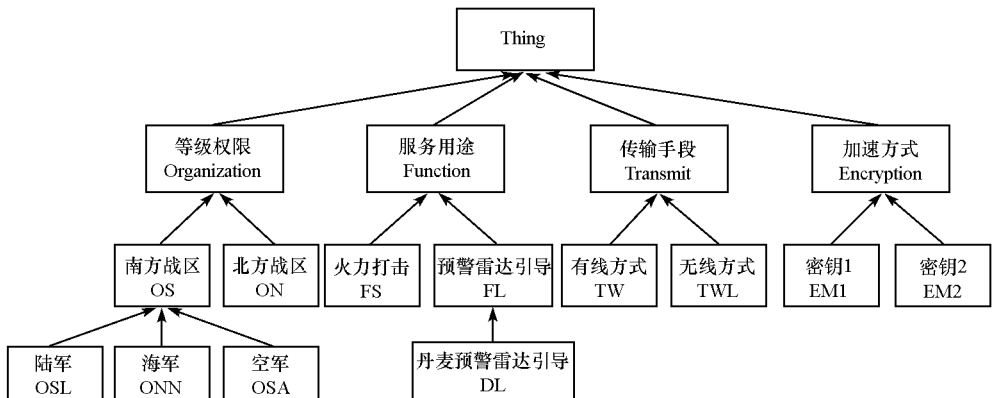 Thing
等级权限
Organization
服务用途
Function
传输手段
Transmit
加速方式
Encryption
南方战区
OS
北方战区
ON
火力打击
FS
预警雷达引导
FL
有线方式
TW
无线方式
TWL
密钥1
EM1
密钥2
EM2
陆军
OSL
海军
ONN
空军
OSA
丹麦预警雷达引导
DL